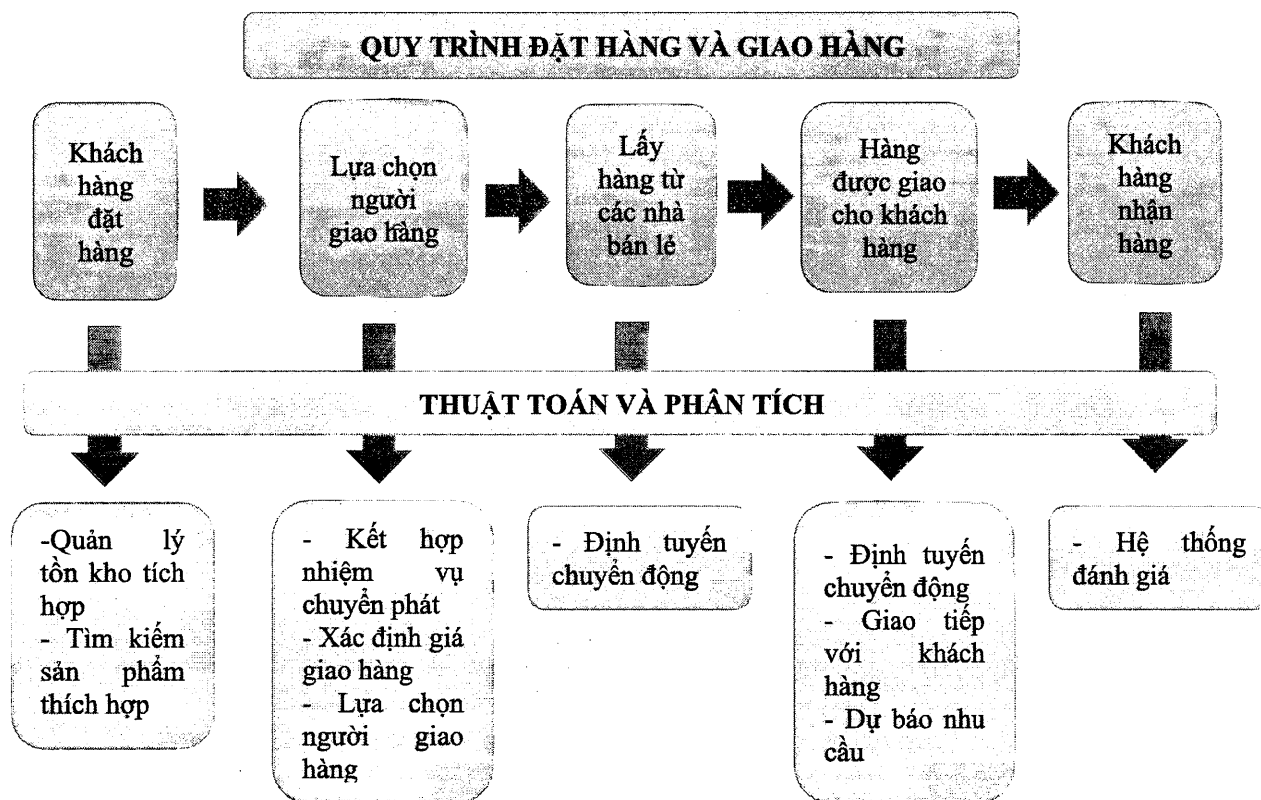 QUY TRÌNH ĐẶT HÀNG VÀ GIAO HÀNG
Khách
hàng
đặt
hàng
Lựa chọn
người
giao hàng
Lấy
hàng từ
các nhà
bán lẻ
Hàng
được giao
cho khách
hàng
Khách
hàng
nhận
hàng
THUẬT TOÁN VÀ PHÂN TÍCH
-Quản lý
tồn kho tích
hợp
- Tìm kiếm
sản phẩm
thích hợp
- Kết hợp
nhiệm vụ
chuyển phát
- Xác định giá
giao hàng
- Lựa chọn
người giao
hàng
- Định tuyến
chuyển động
- Định tuyến
chuyển động
- Giao tiếp
với khách
hàng
- Dự báo nhu
cầu
- Hệ thống
đánh giá